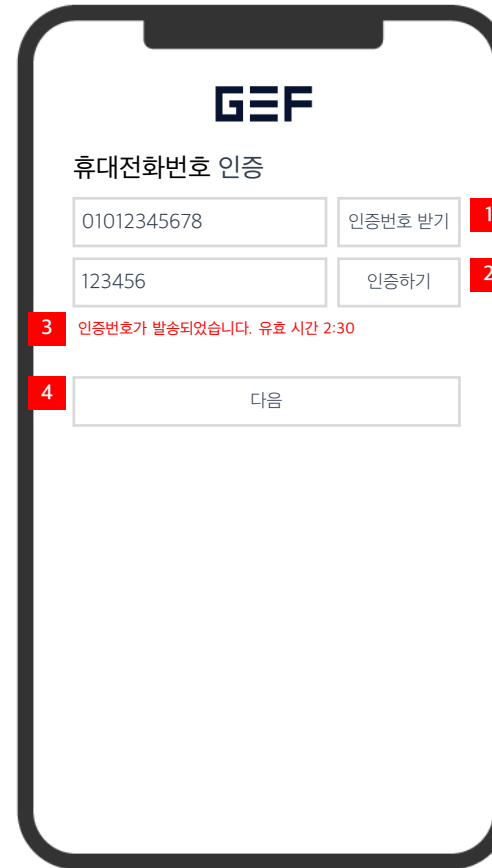 GEF
휴대전화번호 인증
01012345678 인증번호 받기 1
123456 인증하기 2
3 인증번호가 발송되었습니다. 유효 시간 2:30
4 다음